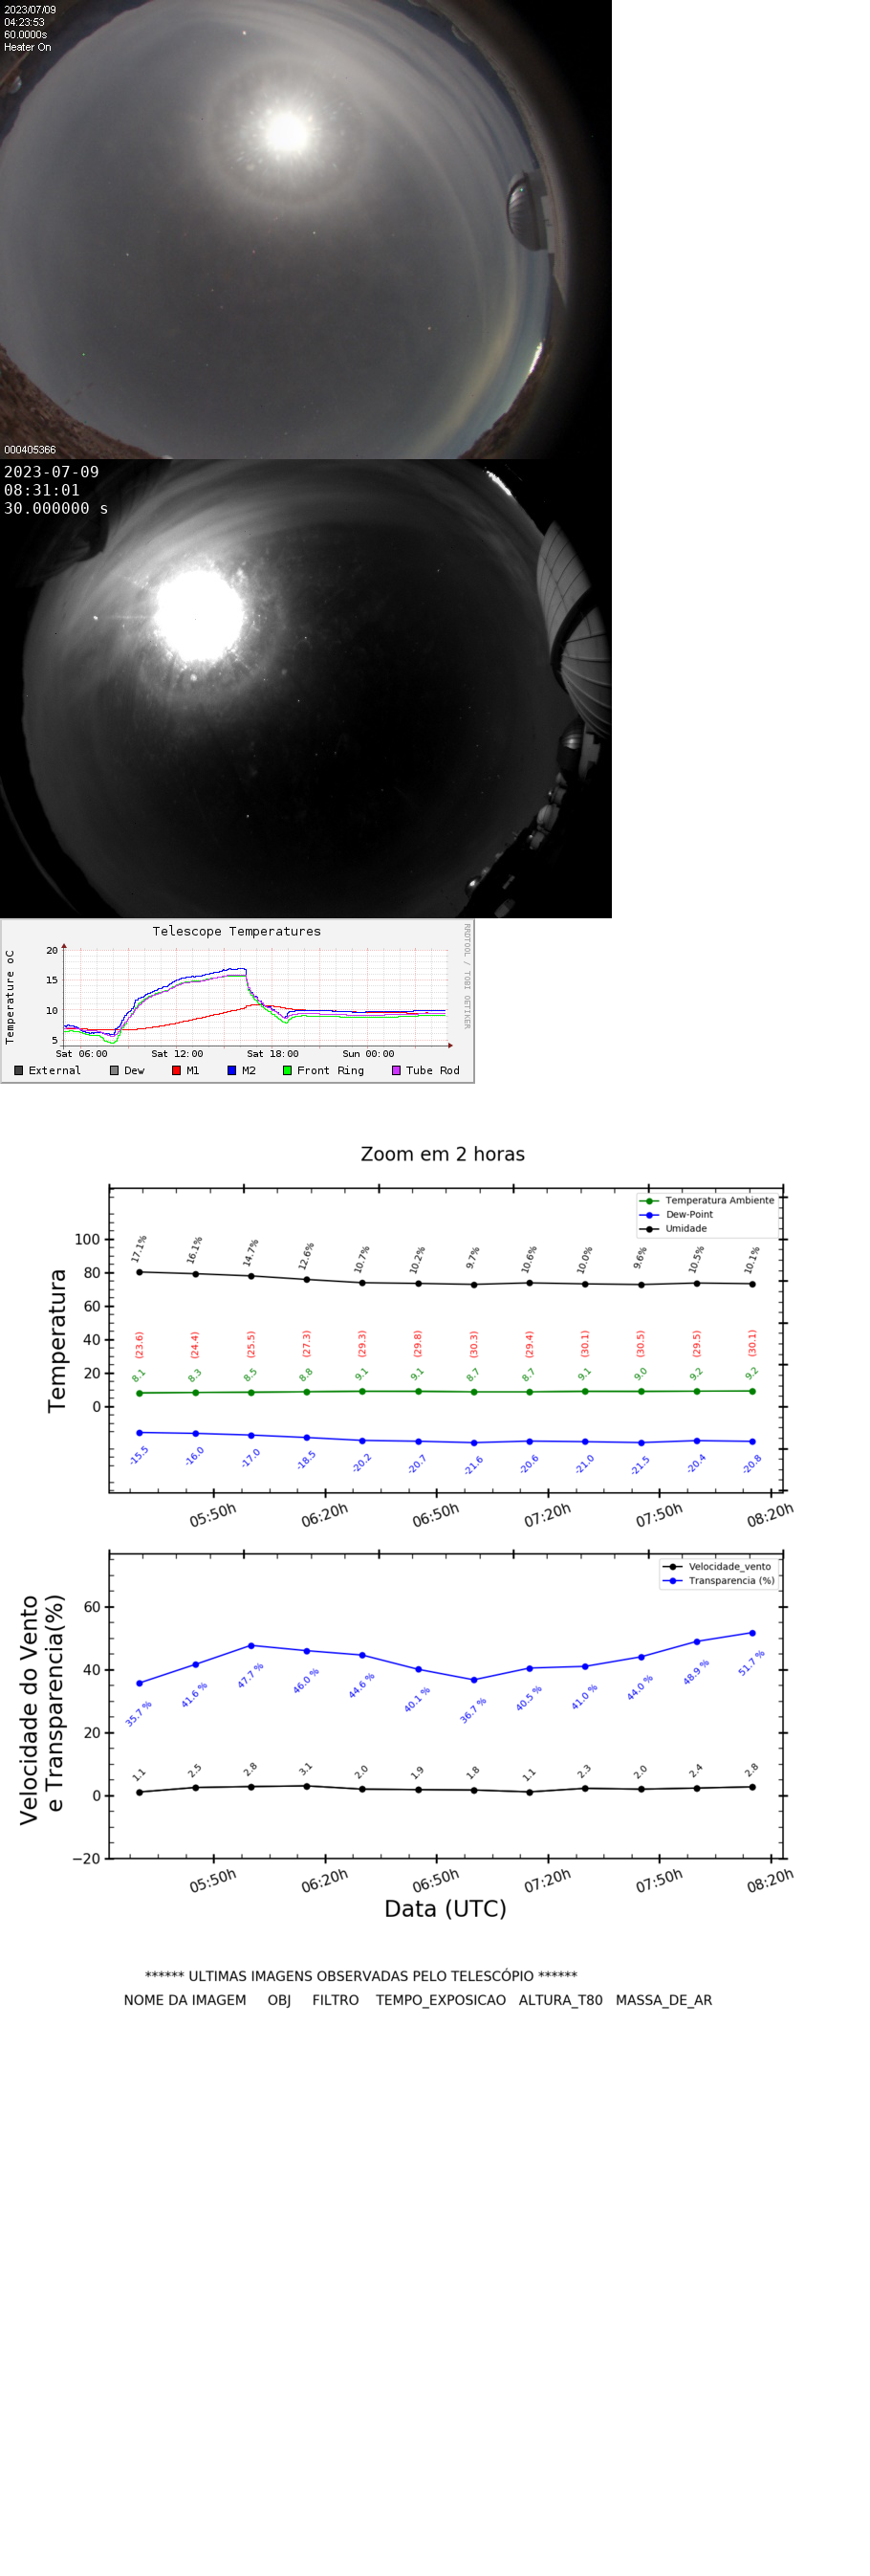 2023/07/09
04:23:53
60.0000s
Heater On
000405366
2023-07-09
08:31:01
30.000000 s
Telescope Temperatures
RRDTOOL / TOBI OETIKER
Temperature oC
20
15
10
5
Sat 06:00 Sat 12:00 Sat 18:00 Sun 00:00
External Dew M1 M2 Front Ring Tube Rod
Zoom em 2 horas
Temperatura
100
80
60
40
20
0
Temperatura Ambiente
Dew-Point
Umidade
17.1% 16.1% 14.7% 12.6% 10.7% 10.2% 9.7% 10.6% 10.0% 9.6% 10.5% 10.1%
(23.6) (24.4) (25.5) (27.3) (29.3) (29.8) (30.3) (29.4) (30.1) (30.5) (29.5) (30.1)
8.1 8.3 8.5 8.8 9.1 9.1 8.7 8.7 9.1 9.0 9.2 9.2
-15.5 -16.0 -17.0 -18.5 -20.2 -20.7 -21.6 -20.6 -21.0 -21.5 -20.4 -20.8
05:50h 06:20h 06:50h 07:20h 07:50h 08:20h
Velocidade do Vento
e Transparencia(%)
60
40
20
0
−20
Velocidade_vento
Transparencia (%)
35.7 % 41.6 % 47.7 % 46.0 % 44.6 % 40.1 % 36.7 % 40.5 % 41.0 % 44.0 % 48.9 % 51.7 %
1.1 2.5 2.8 3.1 2.0 1.9 1.8 1.1 2.3 2.0 2.4 2.8
05:50h 06:20h 06:50h 07:20h 07:50h 08:20h
Data (UTC)
****** ULTIMAS IMAGENS OBSERVADAS PELO TELESCÓPIO ******
NOME DA IMAGEM OBJ FILTRO TEMPO_EXPOSICAO ALTURA_T80 MASSA_DE_AR